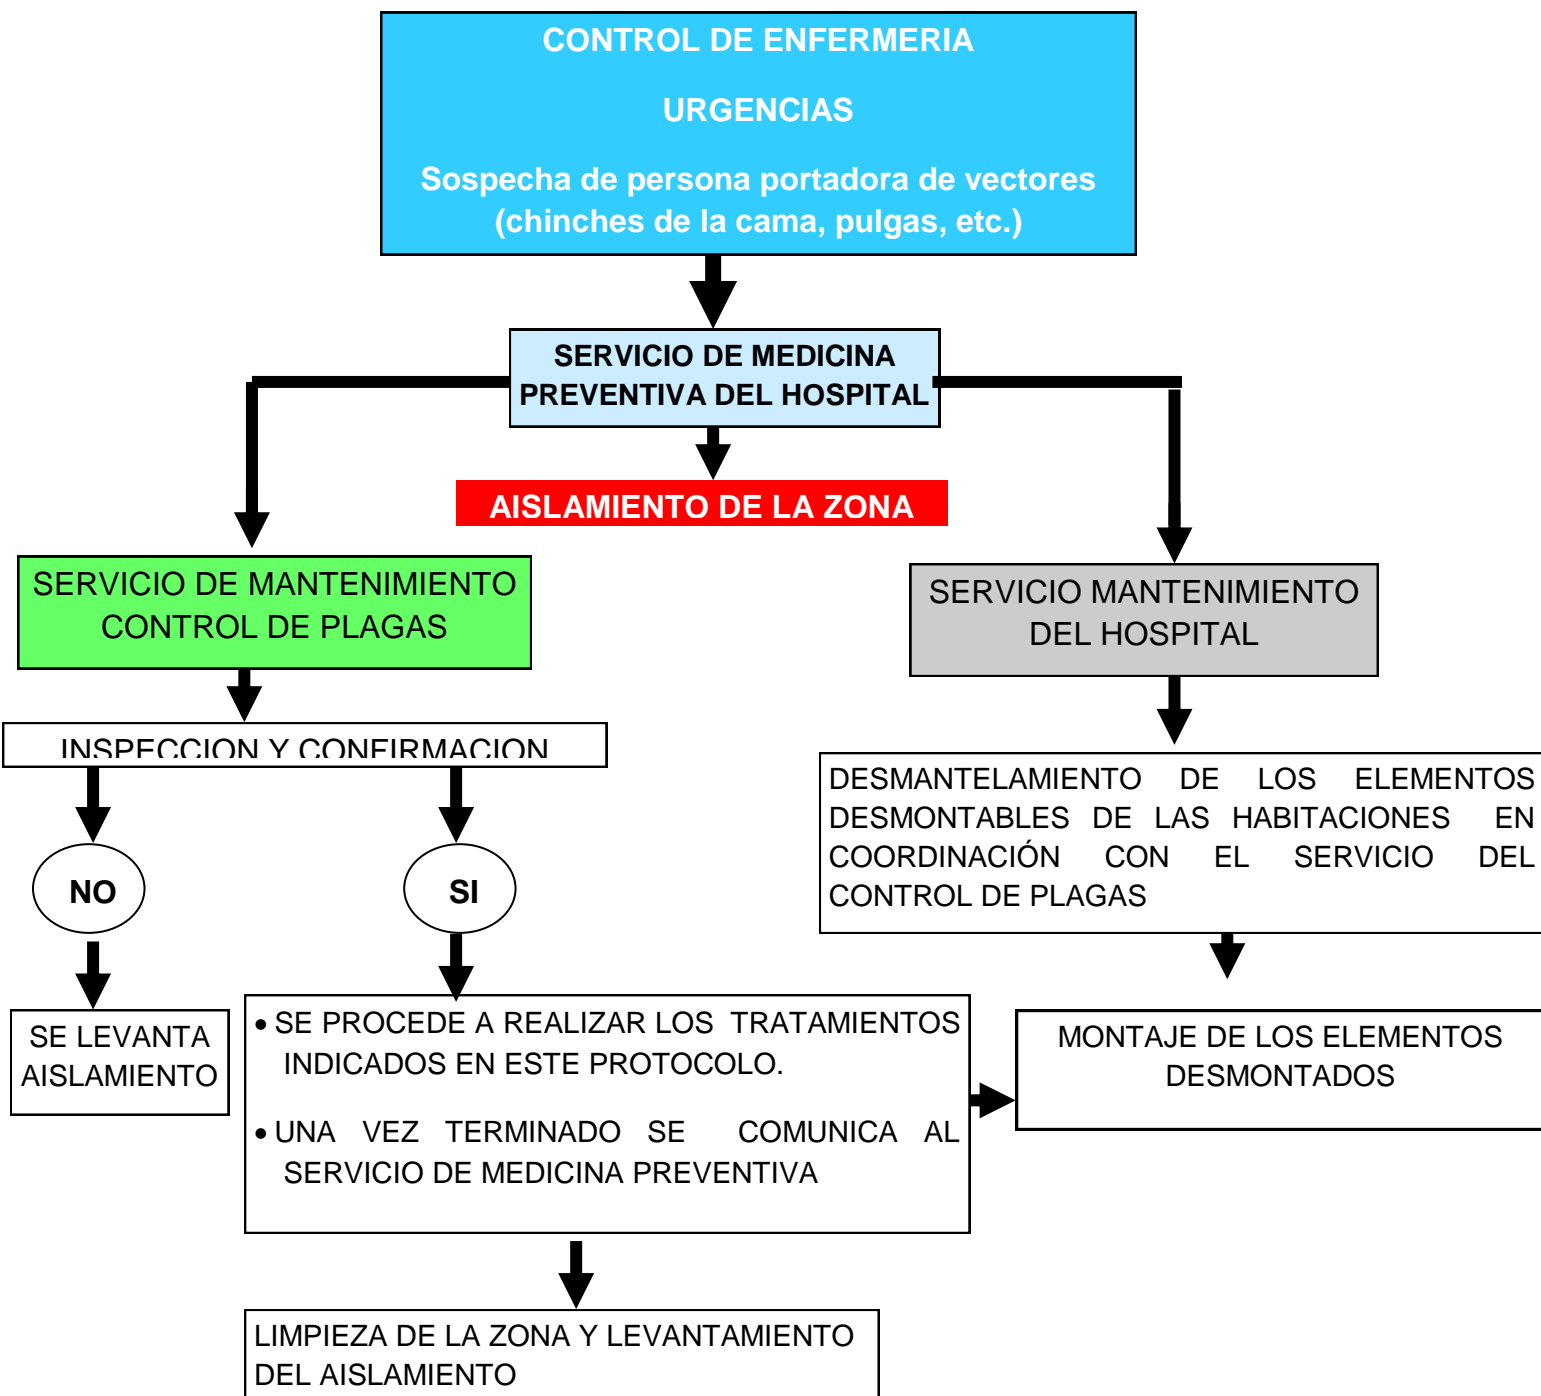 CONTROL DE ENFERMERIA
URGENCIAS
Sospecha de persona portadora de vectores
(chinches de la cama, pulgas, etc.)
SERVICIO DE MEDICINA
PREVENTIVA DEL HOSPITAL
AISLAMIENTO DE LA ZONA
SERVICIO DE MANTENIMIENTO
CONTROL DE PLAGAS
SERVICIO MANTENIMIENTO
DEL HOSPITAL
INSPECCION Y CONFIRMACION
DESMANTELAMIENTO DE LOS ELEMENTOS
DESMONTABLES DE LAS HABITACIONES EN
COORDINACIÓN CON EL SERVICIO DEL
CONTROL DE PLAGAS
NO
SI
SE LEVANTA
AISLAMIENTO
• SE PROCEDE A REALIZAR LOS TRATAMIENTOS
INDICADOS EN ESTE PROTOCOLO.
• UNA VEZ TERMINADO SE COMUNICA AL
SERVICIO DE MEDICINA PREVENTIVA
MONTAJE DE LOS ELEMENTOS
DESMONTADOS
LIMPIEZA DE LA ZONA Y LEVANTAMIENTO
DEL AISLAMIENTO